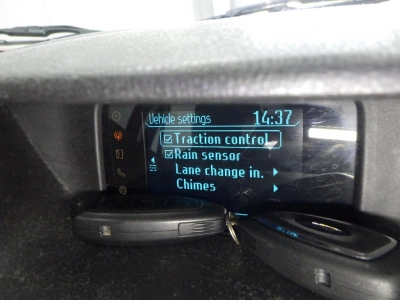 Vehicle settings 14:37
Traction control
Rain sensor
Lane change in.
Chimes